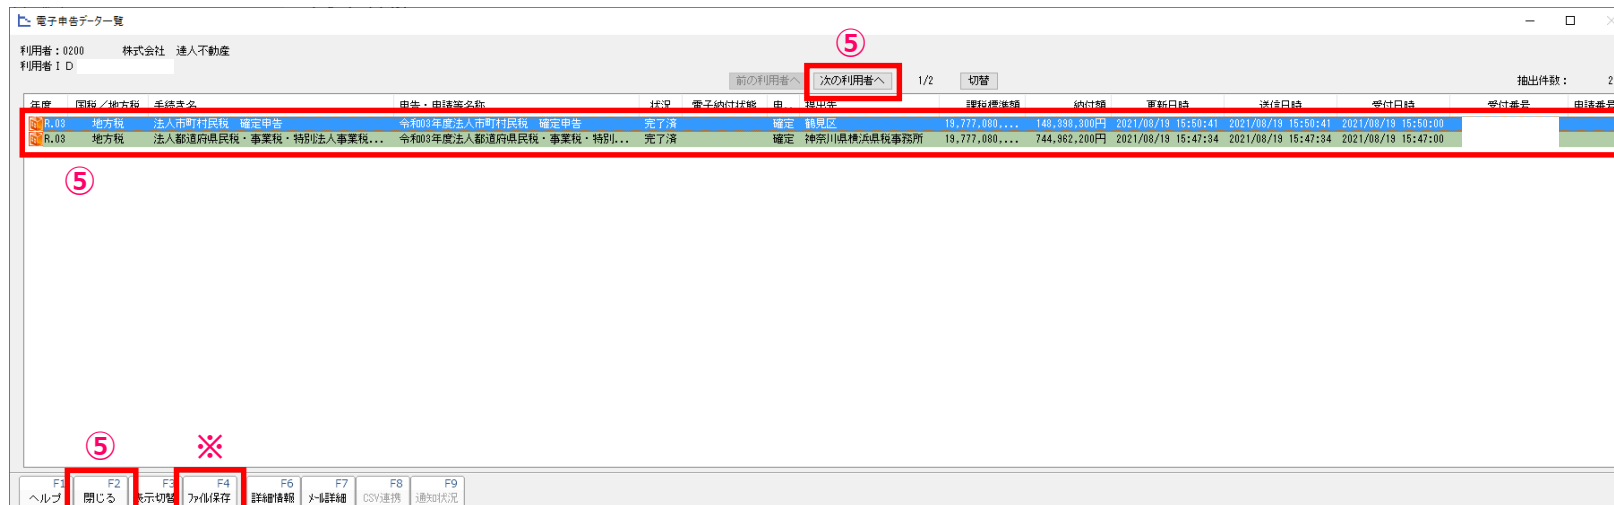 電子申告データ一覧
利用者：0200 株式会社 達人不動産
利用者ＩＤ
⑤
前の利用者へ 次の利用者へ 1/2 切替 抽出件数： 2
年度 国税／地方税 手続き名 申告・申請等名称 状況 電子納付状態 申.. 提出先 課税標準額 納付額 更新日時 送信日時 受付日時 受付番号 申請番号
R.03 地方税 法人市町村民税 確定申告 令和03年度法人市町村民税 確定申告 完了済 確定 鶴見区 19,777,080,... 148,398,300円 2021/08/19 15:50:41 2021/08/19 15:50:41 2021/08/19 15:50:00
R.03 地方税 法人都道府県民税・事業税・特別法人事業税... 令和03年度法人都道府県民税・事業税・特別... 完了済 確定 神奈川県横浜県税事務所 19,777,080,... 744,962,200円 2021/08/19 15:47:34 2021/08/19 15:47:34 2021/08/19 15:47:00
⑤
⑤ ※
F1 F2 F3 F4 F6 F7 F8 F9
ヘルプ 閉じる 表示切替 ファイル保存 詳細情報 メール詳細 CSV連携 通知状況